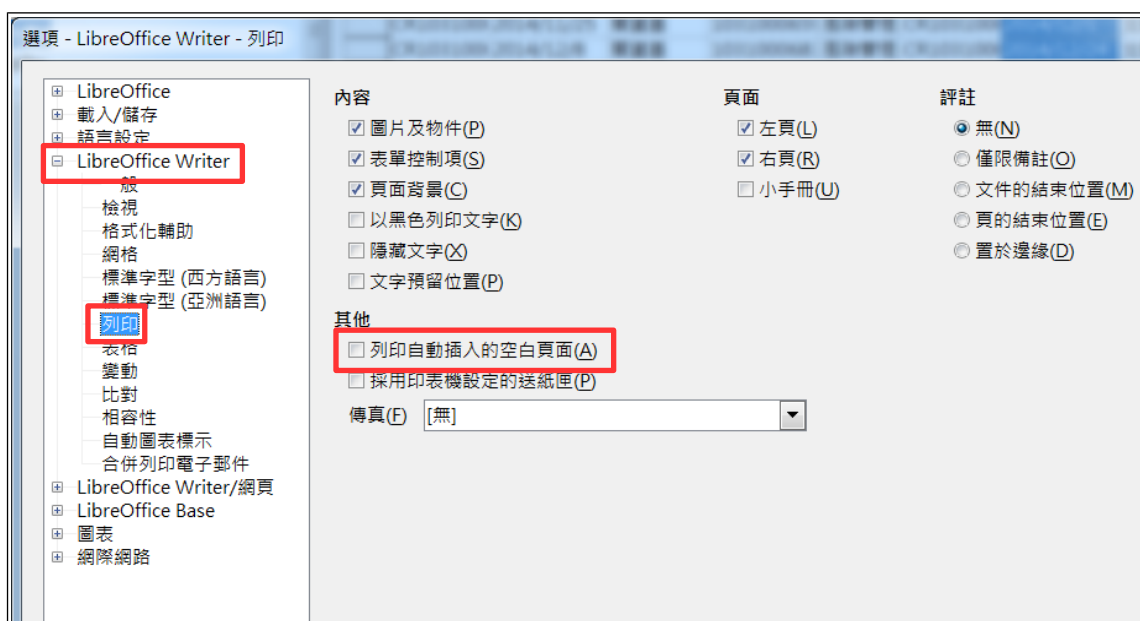 選項 - LibreOffice Writer - 列印
LibreOffice
載入/儲存
語言設定
LibreOffice Writer
一般
檢視
格式化輔助
網格
標準字型 (西方語言)
標準字型 (亞洲語言)
列印
表格
變動
比對
相容性
自動圖表標示
合併列印電子郵件
LibreOffice Writer/網頁
LibreOffice Base
圖表
網際網路
內容
圖片及物件(P)
表單控制項(S)
頁面背景(C)
以黑色列印文字(K)
隱藏文字(X)
文字預留位置(P)
其他
列印自動插入的空白頁面(A)
採用印表機設定的送紙匣(P)
傳真(F) [無]
頁面
左頁(L)
右頁(R)
小手冊(U)
評註
無(N)
僅限備註(O)
文件的結束位置(M)
頁的結束位置(E)
置於邊緣(D)